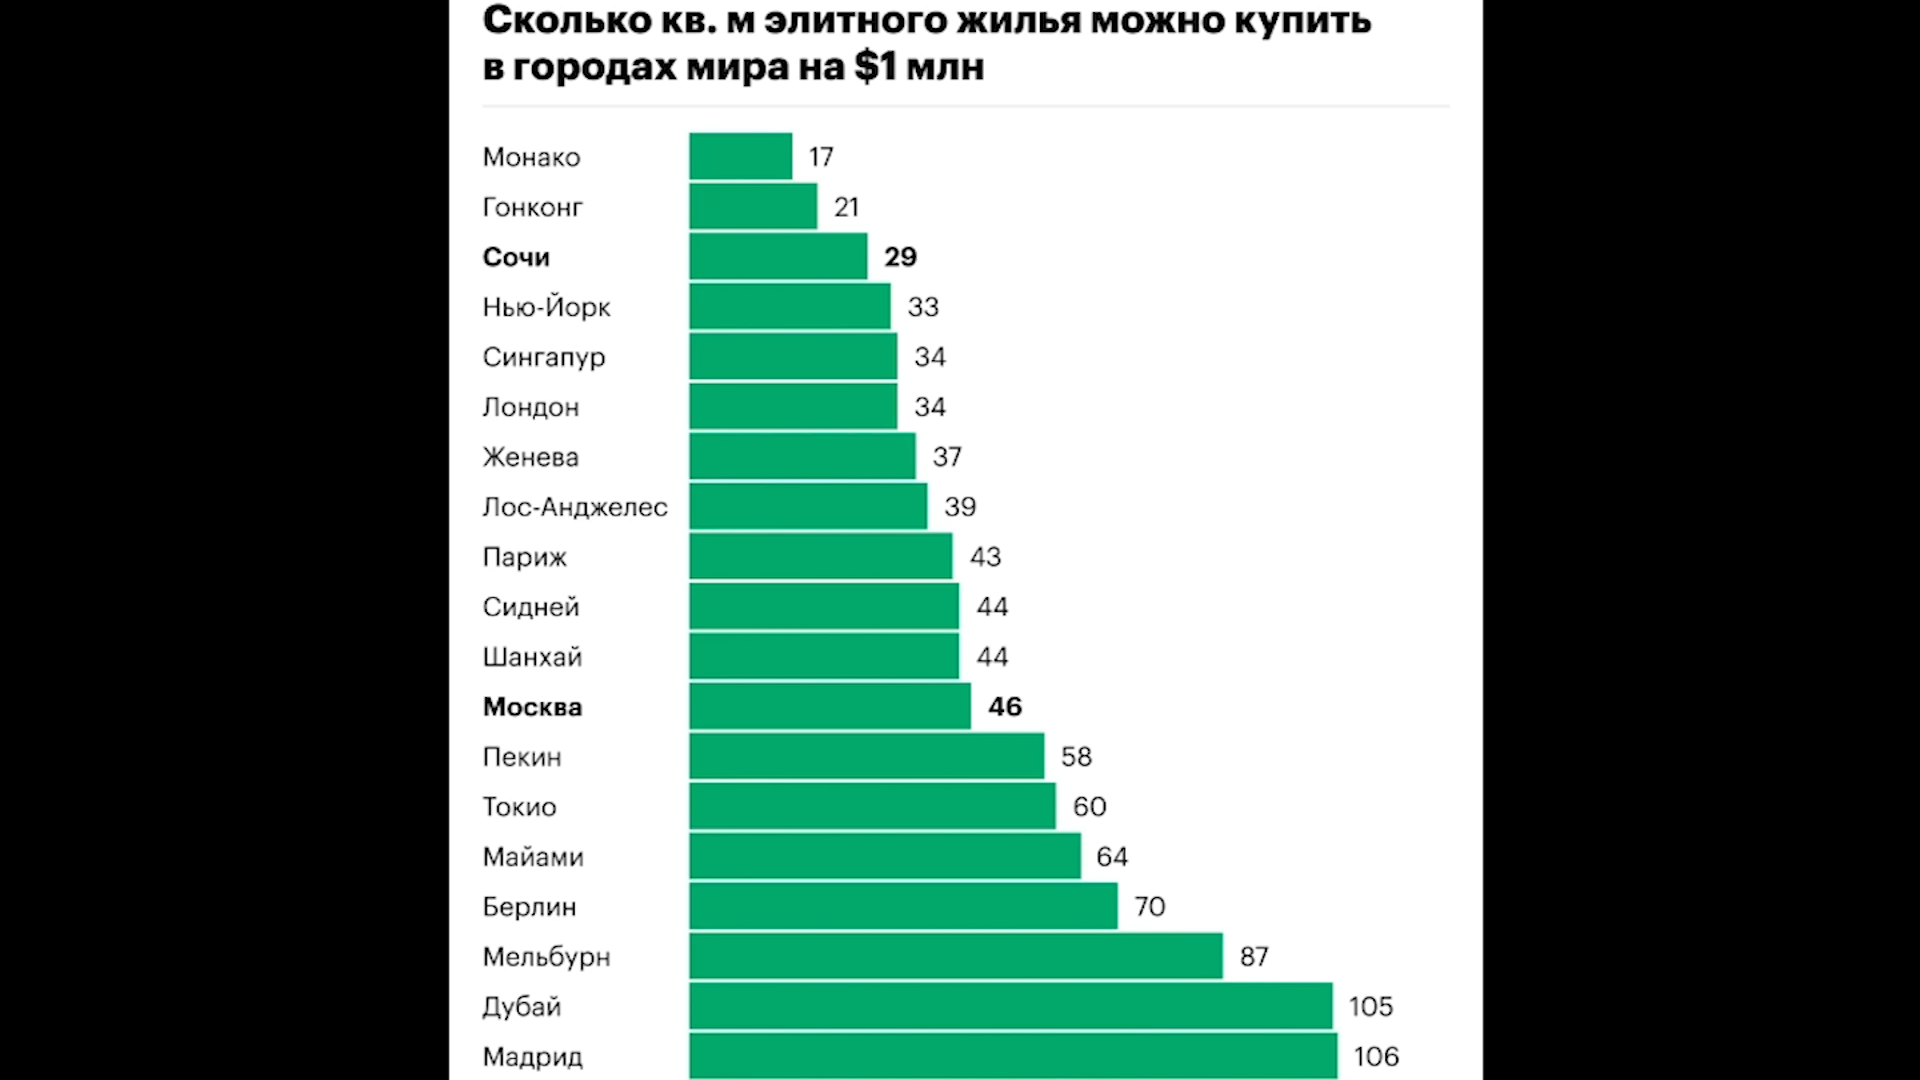 Сколько кв. м элитного жилья можно купить
в городах мира на $1 млн
Монако 17
Гонконг 21
Сочи 29
Нью-Йорк 33
Сингапур 34
Лондон 34
Женева 37
Лос-Анджелес 39
Париж 43
Сидней 44
Шанхай 44
Москва 46
Пекин 58
Токио 60
Майами 64
Берлин 70
Мельбурн 87
Дубай 105
Мадрид 106